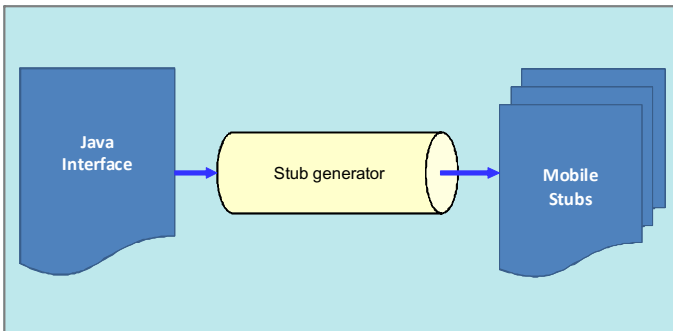 Java
Interface
Stub generator
Mobile
Stubs